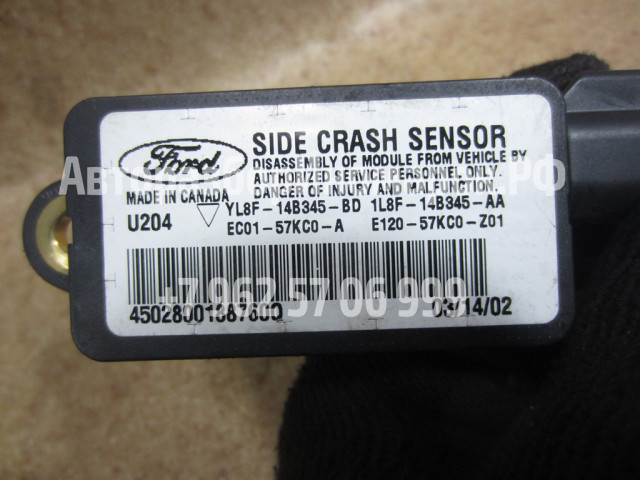 Ford
SIDE CRASH SENSOR
DISASSEMBLY OF MODULE FROM VEHICLE BY
AUTHORIZED SERVICE PERSONNEL ONLY.
DANGER OF INJURY AND MALFUNCTION.
MADE IN CANADA
YL8F-14B345-BD 1L8F-14B345-AA
U204 EC01-57KC0-A E120-57KC0-Z01
+7 962 57 06 999
03/14/02